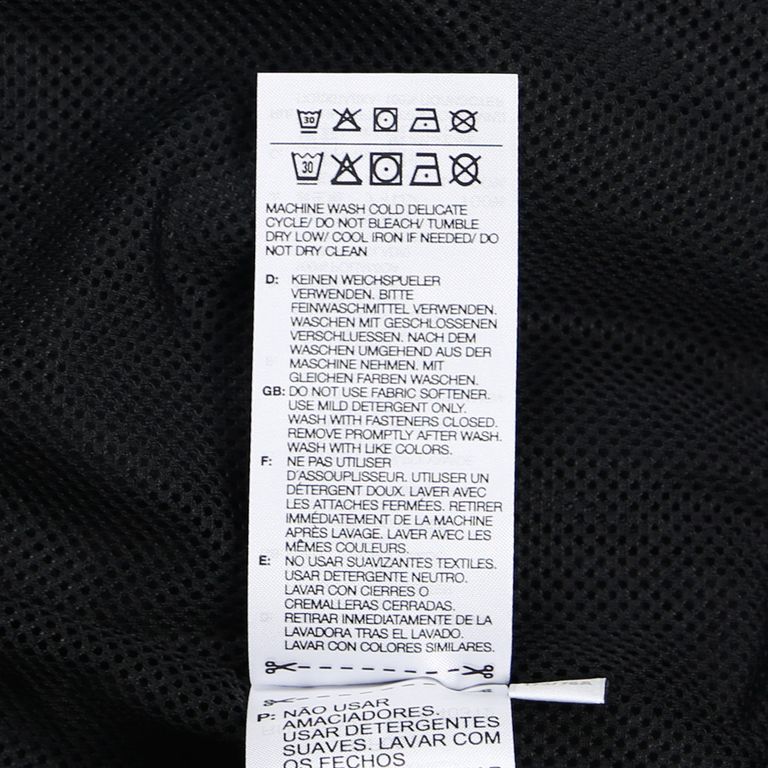 30
30
MACHINE WASH COLD DELICATE
CYCLE/ DO NOT BLEACH/ TUMBLE
DRY LOW/ COOL IRON IF NEEDED/ DO
NOT DRY CLEAN
D: KEINEN WEICHSPUELER
VERWENDEN. BITTE
FEINWASCHMITTEL VERWENDEN.
WASCHEN MIT GESCHLOSSENEN
VERSCHLUESSEN. NACH DEM
WASCHEN UMGEHEND AUS DER
MASCHINE NEHMEN. MIT
GLEICHEN FARBEN WASCHEN.
GB: DO NOT USE FABRIC SOFTENER.
USE MILD DETERGENT ONLY.
WASH WITH FASTENERS CLOSED.
REMOVE PROMPTLY AFTER WASH.
WASH WITH LIKE COLORS.
F: NE PAS UTILISER
D'ASSOUPLISSEUR. UTILISER UN
DÉTERGENT DOUX. LAVER AVEC
LES ATTACHES FERMÉES. RETIRER
IMMÉDIATEMENT DE LA MACHINE
APRÈS LAVAGE. LAVER AVEC LES
MÊMES COULEURS.
E: NO USAR SUAVIZANTES TEXTILES.
USAR DETERGENTE NEUTRO.
LAVAR CON CIERRES O
CREMALLERAS CERRADAS.
RETIRAR INMEDIATAMENTE DE LA
LAVADORA TRAS EL LAVADO.
LAVAR CON COLORES SIMILARES.
P: NÃO USAR
AMACIADORES.
USAR DETERGENTES
SUAVES. LAVAR COM
OS FECHOS